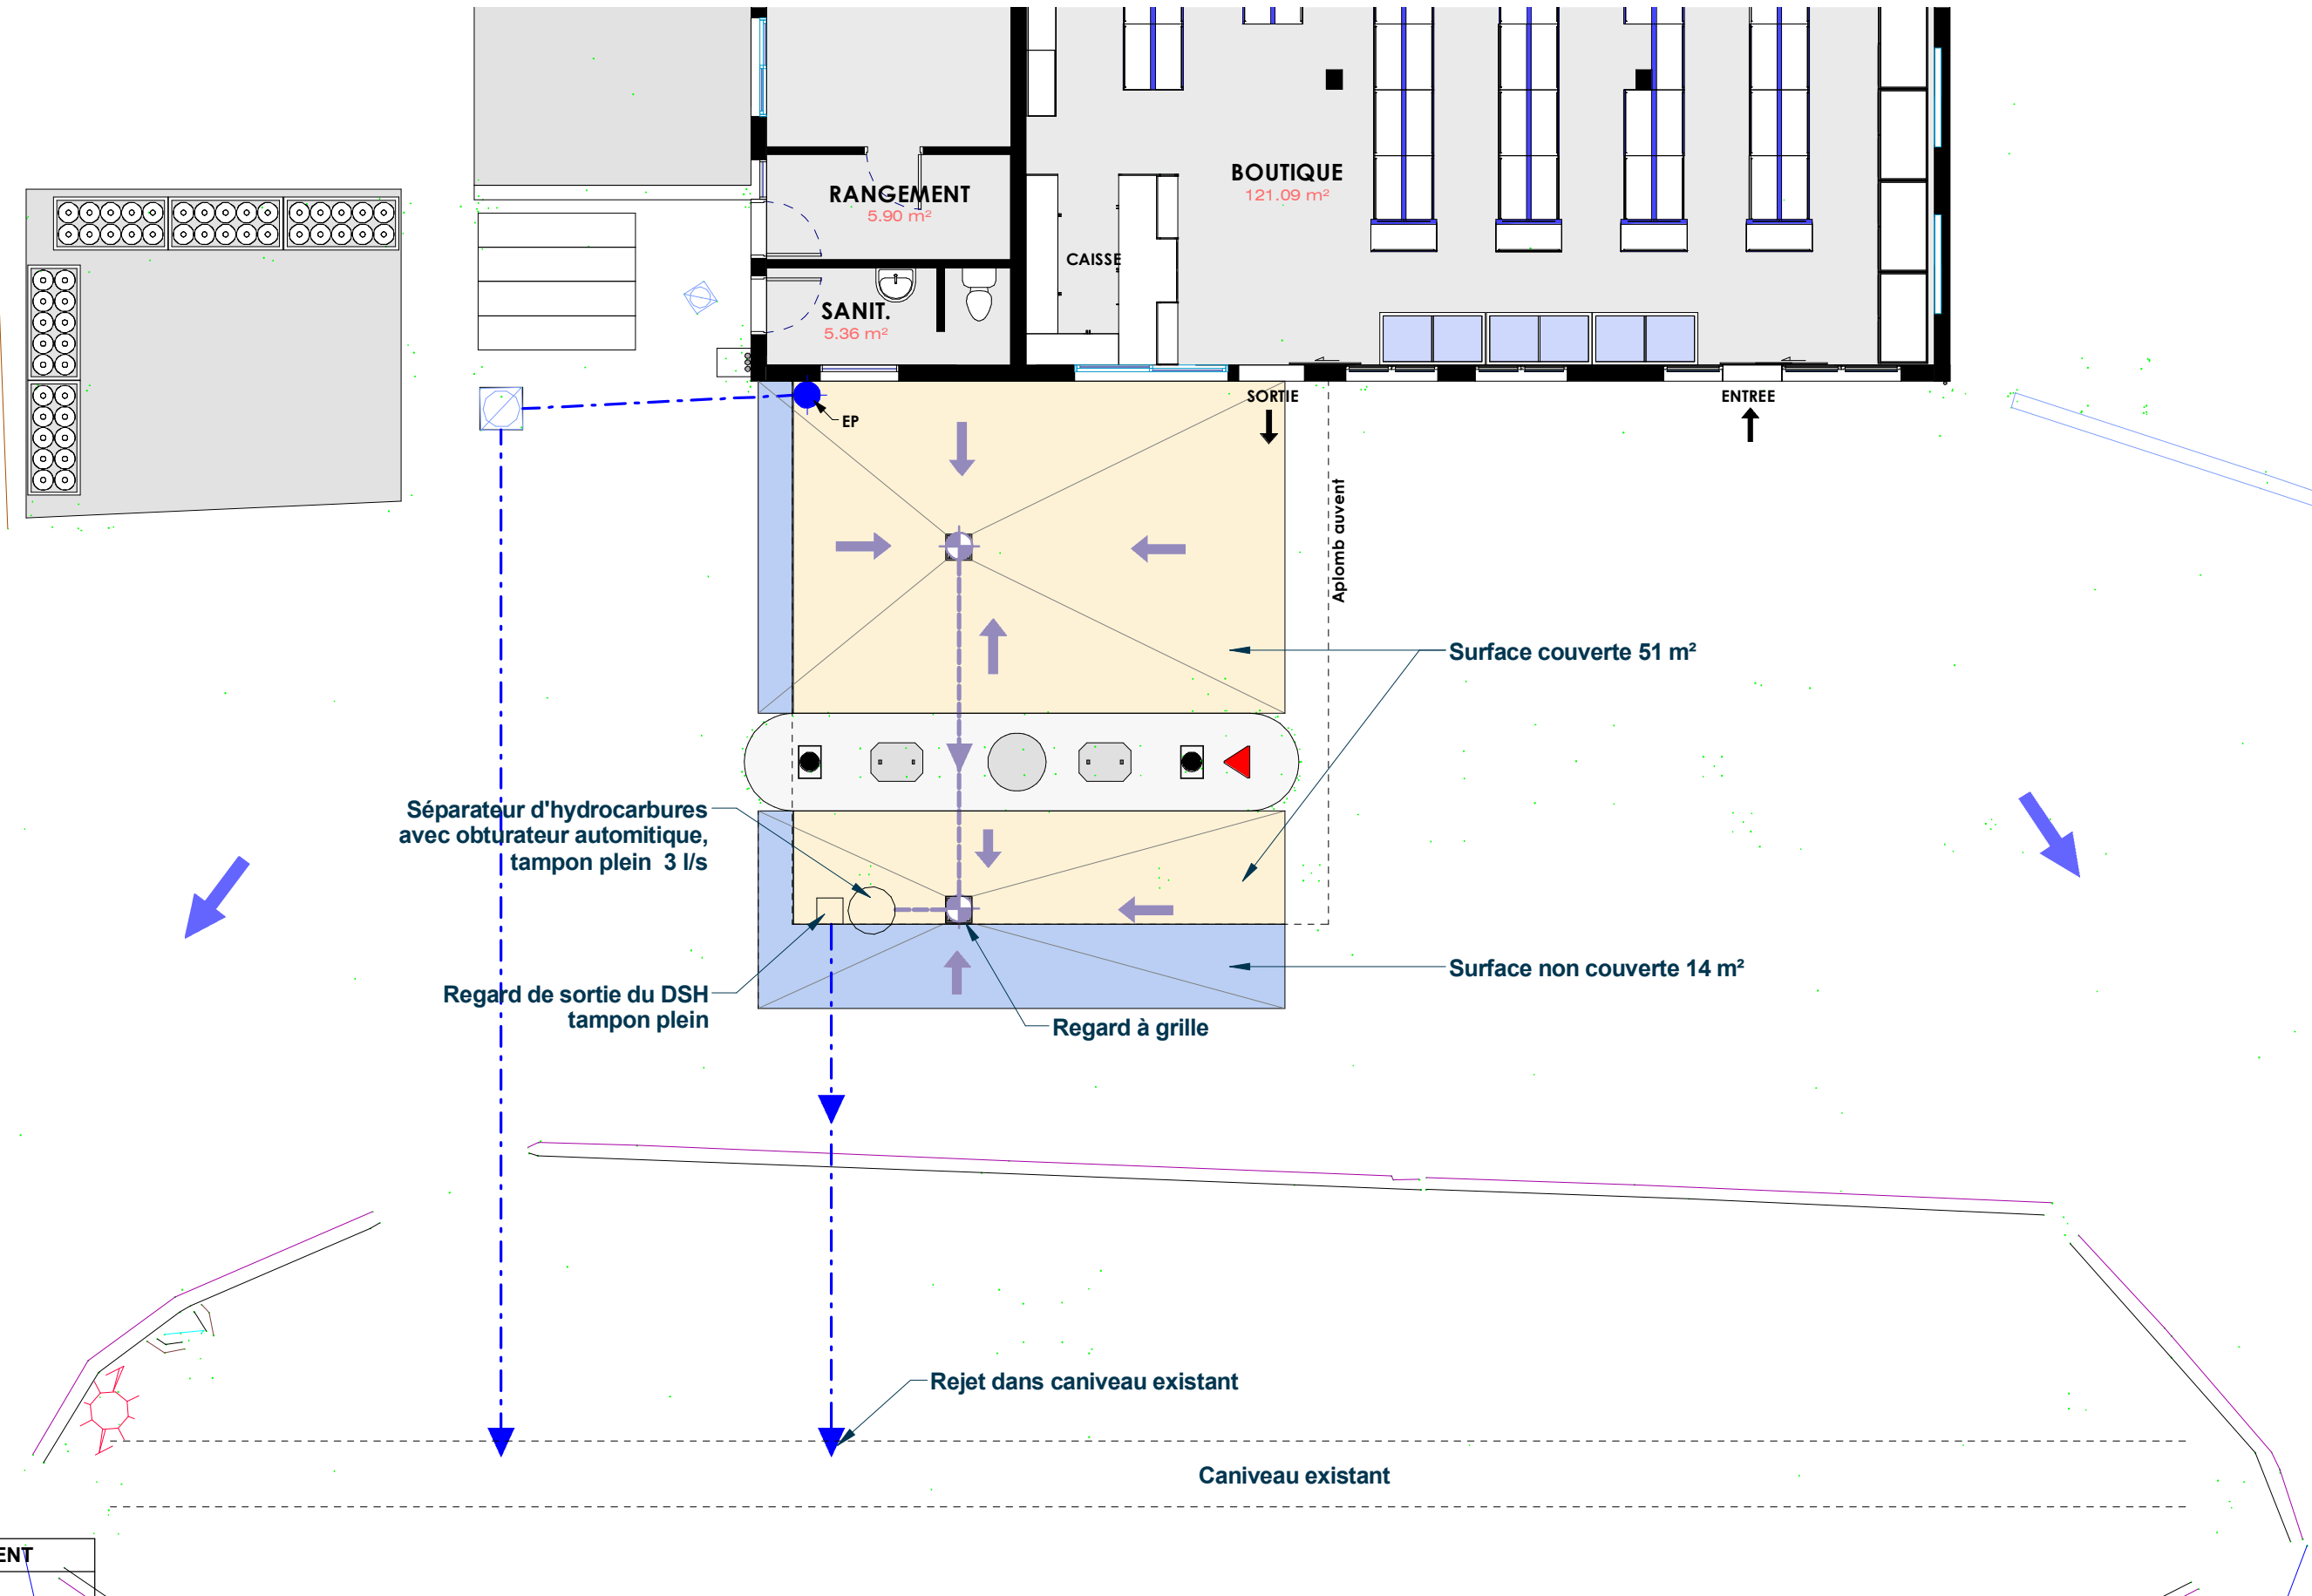 BOUTIQUE
121.09 m²
RANGEMENT
5.90 m²
CAISSE
SANIT.
5.36 m²
SORTIE
ENTREE
EP
Aplomb auvent
Surface couverte 51 m²
Séparateur d'hydrocarbures
avec obturateur automitique,
tampon plein 3 l/s
Surface non couverte 14 m²
Regard de sortie du DSH
tampon plein
Regard à grille
Rejet dans caniveau existant
Caniveau existant
ENT